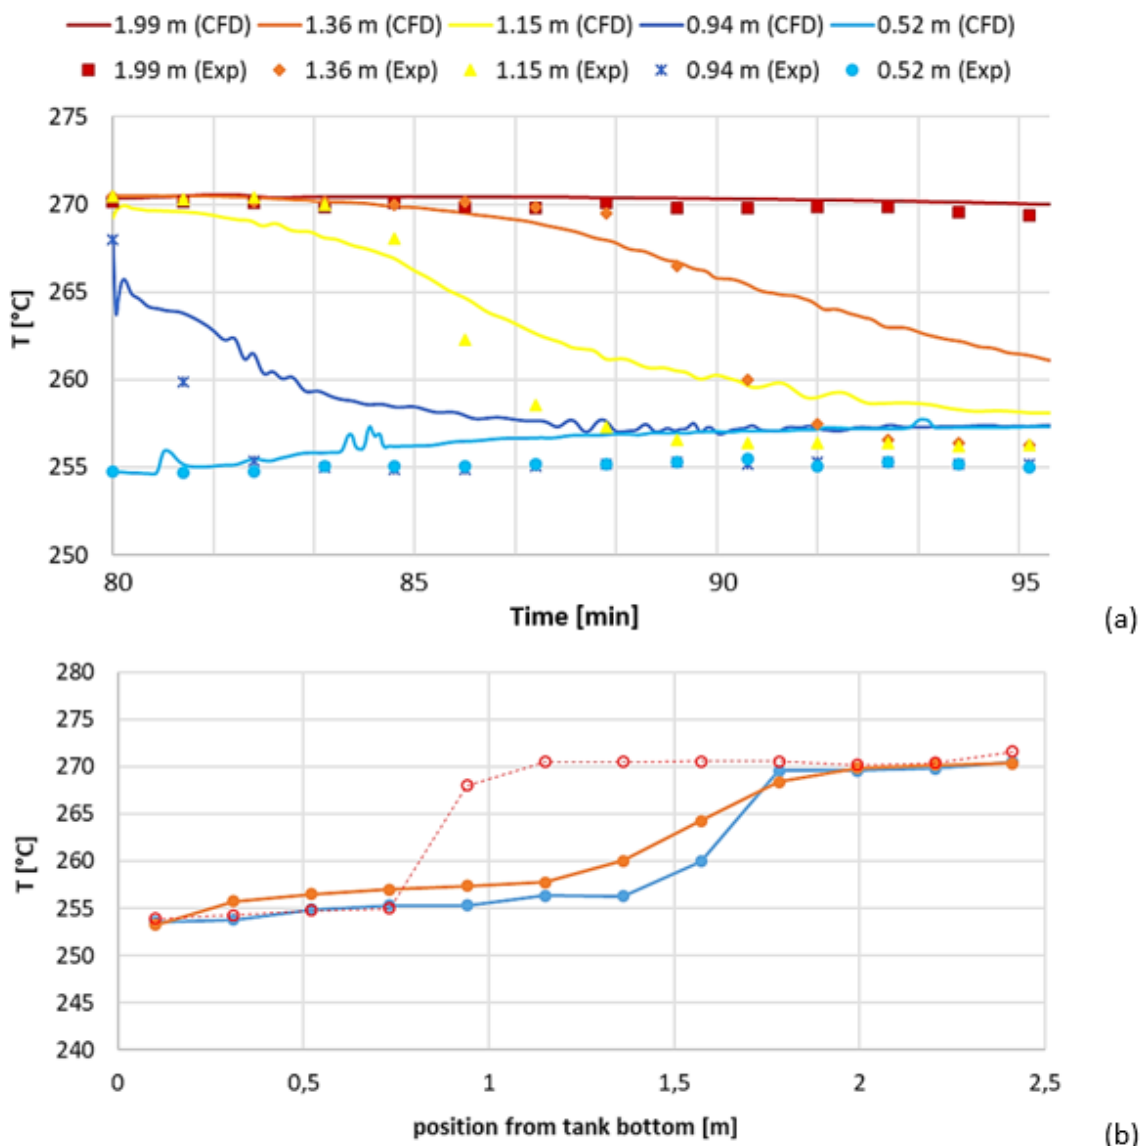 1.99 m (CFD) 1.36 m (CFD) 1.15 m (CFD) 0.94 m (CFD) 0.52 m (CFD)
1.99 m (Exp) 1.36 m (Exp) 1.15 m (Exp) 0.94 m (Exp) 0.52 m (Exp)
275
270
265
260
255
250
T [°C]
80 85 90 95
Time [min]
(a)
280
275
270
265
260
255
250
245
240
T [°C]
0 0,5 1 1,5 2 2,5
position from tank bottom [m]
(b)